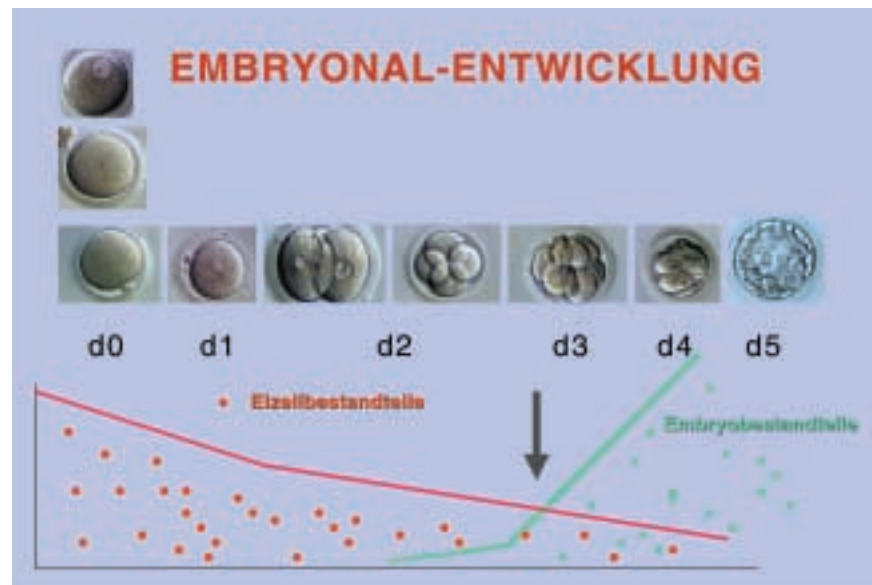 EMBRYONAL-ENTWICKLUNG
d0 d1 d2 d3 d4 d5
Eizellbestandteile
Embryobestandteile